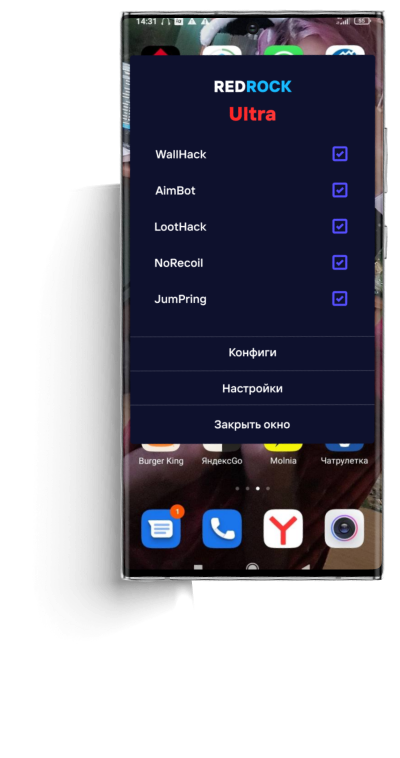 14:31
REDROCK
Ultra
WallHack
AimBot
LootHack
NoRecoil
JumPring
Конфиги
Настройки
Закрыть окно
Burger King ЯндексGo Molnia Чатрулетка
1